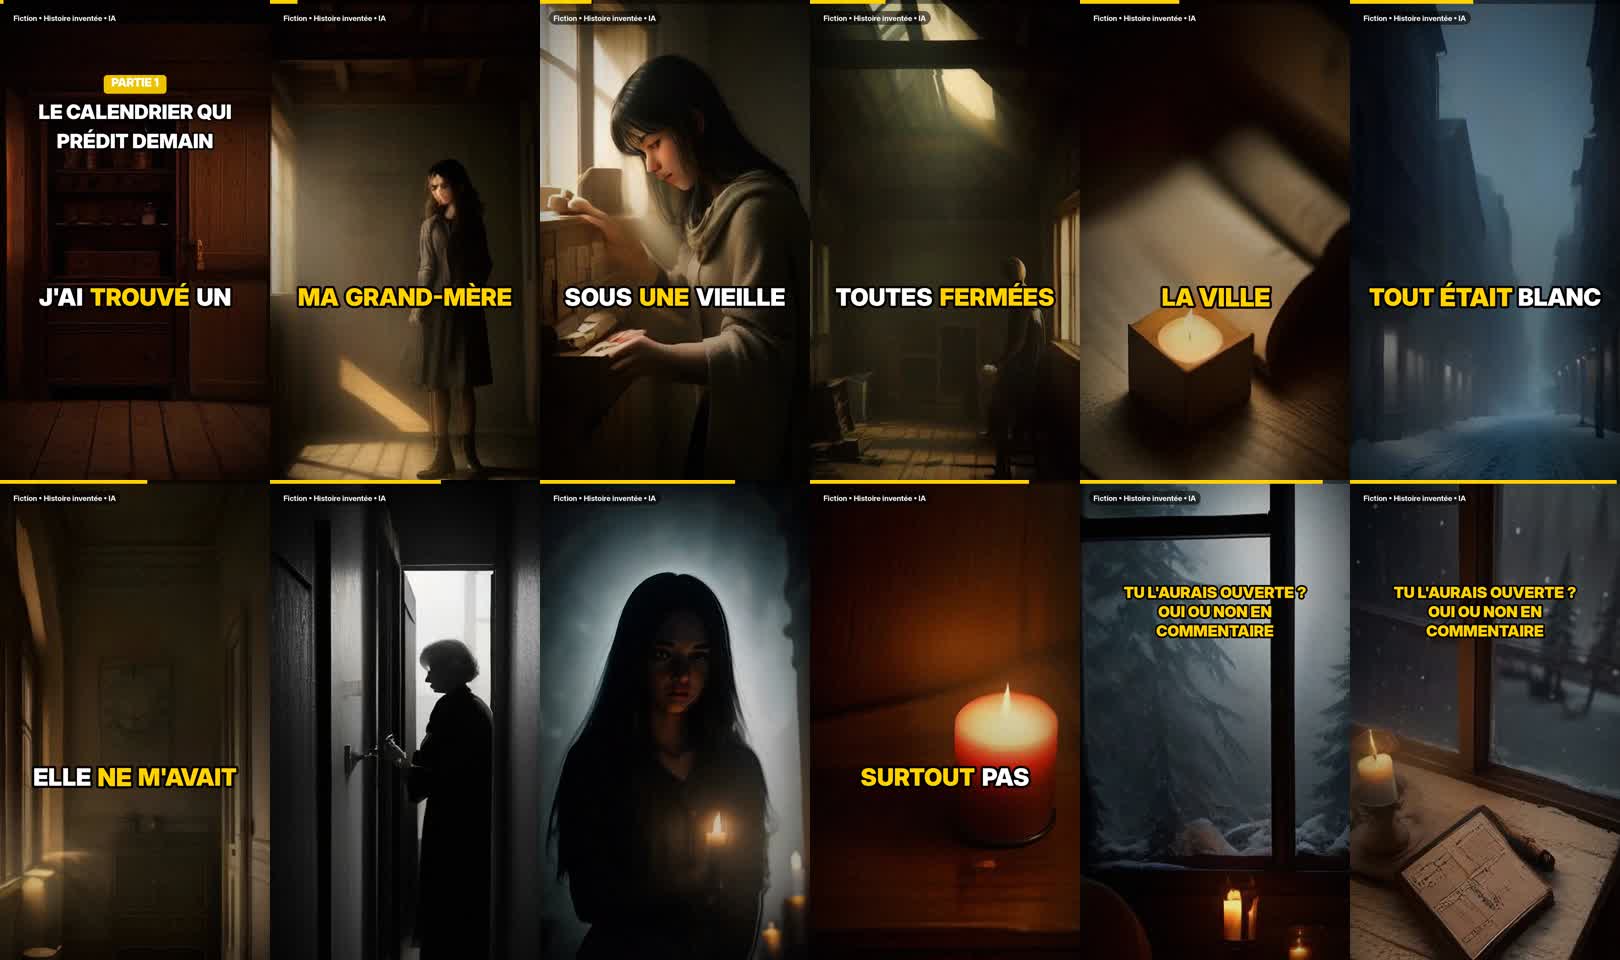 Fiction • Histoire inventée • IA
PARTIE 1
LE CALENDRIER QUI
PRÉDIT DEMAIN
J'AI TROUVÉ UN
Fiction • Histoire inventée • IA
MA GRAND-MÈRE
Fiction • Histoire inventée • IA
SOUS UNE VIEILLE
Fiction • Histoire inventée • IA
TOUTES FERMÉES
Fiction • Histoire inventée • IA
LA VILLE
Fiction • Histoire inventée • IA
TOUT ÉTAIT BLANC
Fiction • Histoire inventée • IA
ELLE NE M'AVAIT
Fiction • Histoire inventée • IA
Fiction • Histoire inventée • IA
Fiction • Histoire inventée • IA
SURTOUT PAS
Fiction • Histoire inventée • IA
TU L'AURAIS OUVERTE ?
OUI OU NON EN
COMMENTAIRE
Fiction • Histoire inventée • IA
TU L'AURAIS OUVERTE ?
OUI OU NON EN
COMMENTAIRE